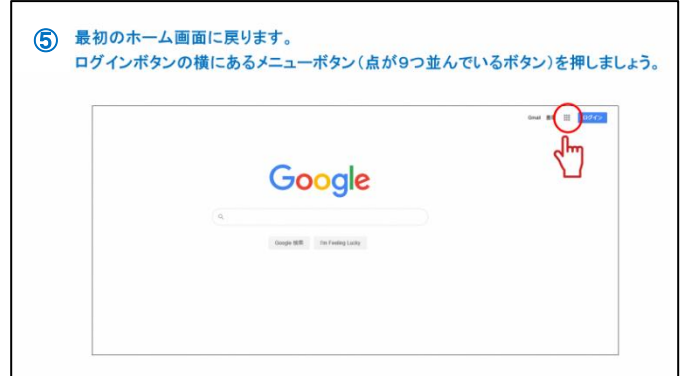 ⑤ 最初のホーム画面に戻ります。
ログインボタンの横にあるメニューボタン（点が9つ並んでいるボタン）を押しましょう。
Gmail ログイン
Google
Google 検索 I'm Feeling Lucky